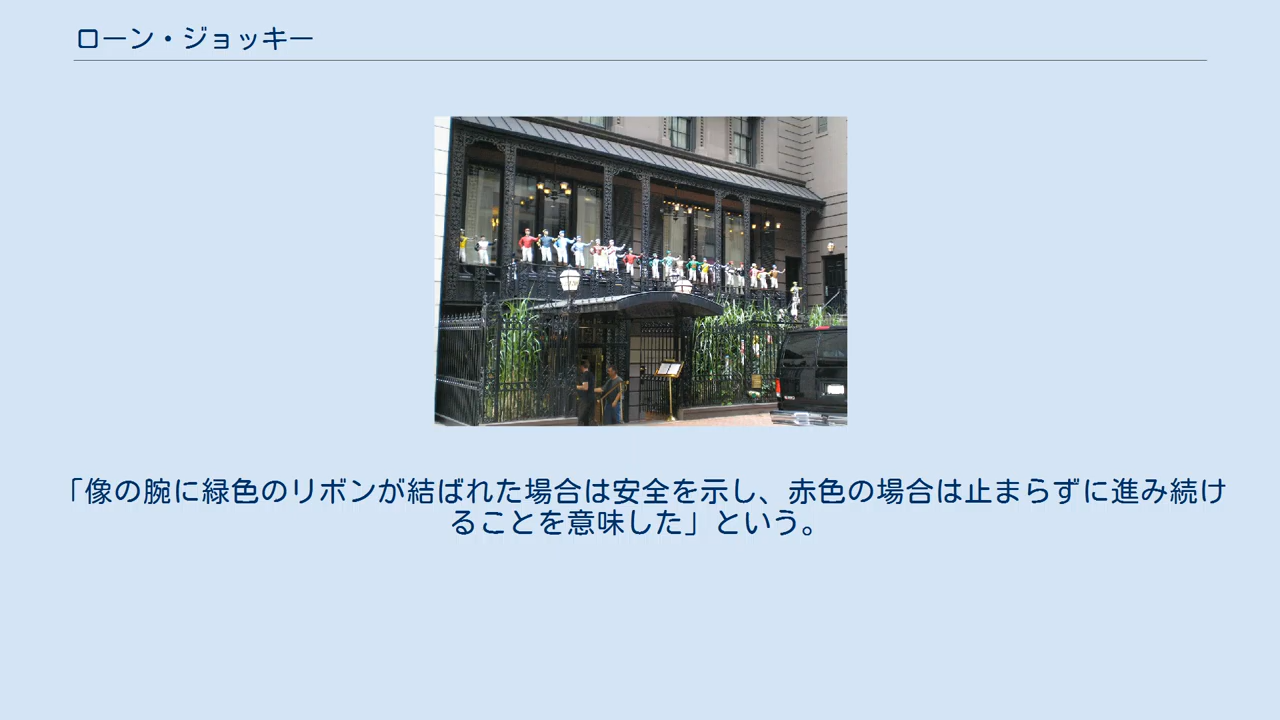 ローン・ジョッキー
「像の腕に緑色のリボンが結ばれた場合は安全を示し、赤色の場合は止まらずに進み続け
ることを意味した」という。